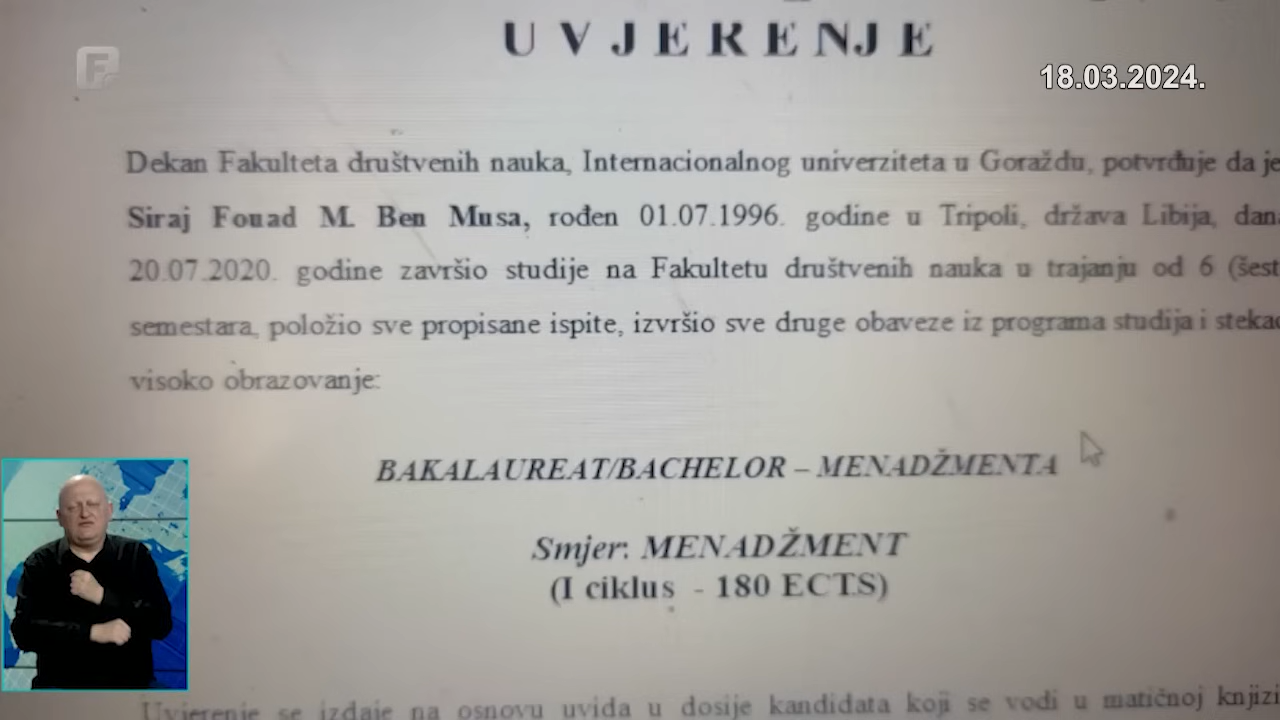 UVJERENJE
F
18.03.2024.
Dekan Fakulteta društvenih nauka, Internacionalnog univerziteta u Goraždu, potvrđuje da je
Siraj Fouad M. Ben Musa, rođen 01.07.1996. godine u Tripoli, država Libija, dan
20.07.2020. godine završio studije na Fakultetu društvenih nauka u trajanju od 6 (šest
semestara, položio sve propisane ispite, izvršio sve druge obaveze iz programa studija i stekao
visoko obrazovanje:
BAKALAUREAT/BACHELOR – MENADŽMENTA
Smjer: MENADŽMENT
(I ciklus - 180 ECTS)
Uvjerenje se izdaje na osnovu uvida u dosije kandidata koji se vodi u matičnoj knjizi